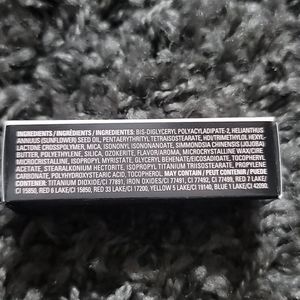 INGREDIENTS / INGRÉDIENTS / INGREDIENTES: BIS-DIGLYCERYL POLYACYLADIPATE-2, HELIANTHUS
ANNUUS (SUNFLOWER) SEED OIL, PENTAERYTHRITYL TETRAISOSTEARATE, HDI/TRIMETHYLOL HEXYL-
LACTONE CROSSPOLYMER, MICA, ISONONYL ISONONANOATE, SIMMONDSIA CHINENSIS (JOJOBA)
BUTTER, POLYETHYLENE, SILICA, OZOKERITE, FLAVOR/AROMA, MICROCRYSTALLINE WAX/CIRE
MICROCRISTALLINE, ISOPROPYL MYRISTATE, GLYCERYL BEHENATE/EICOSADIOATE, TOCOPHERYL
ACETATE, LAUROYL LYSINE, ISOPROPYL TITANIUM TRIISOSTEARATE, PROPYLENE
CARBONATE, POLYHYDROXYSTEARIC ACID, TOCOPHEROL. MAY CONTAIN / PEUT CONTENIR / PUEDE
CONTENER: TITANIUM DIOXIDE/CI 77891, IRON OXIDES/CI 77491, CI 77492, CI 77499, RED 7 LAKE/
CI 15850, RED 6 LAKE/CI 15850, RED 33 LAKE/CI 17200, YELLOW 5 LAKE/CI 19140, BLUE 1 LAKE/CI 42090.